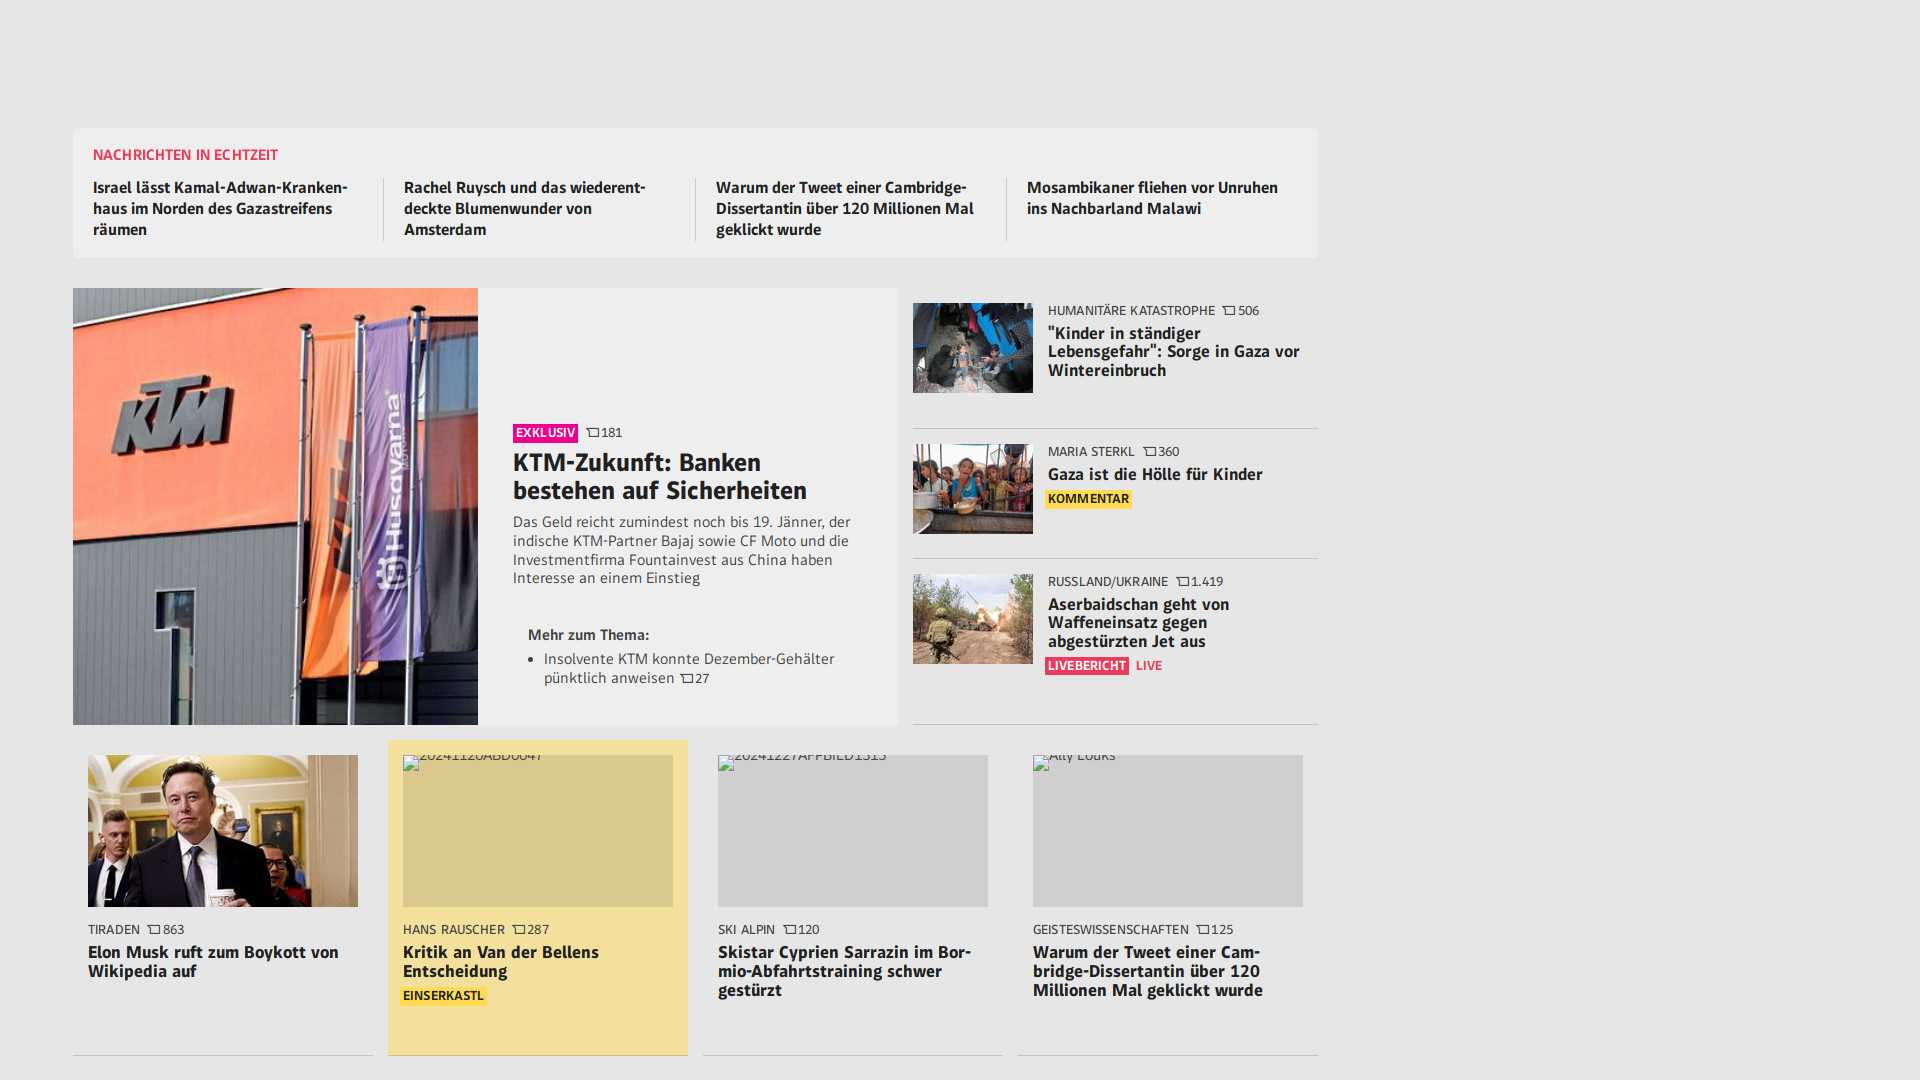 NACHRICHTEN IN ECHTZEIT
Israel lässt Kamal-Adwan-Kranken-
haus im Norden des Gazastreifens
räumen
Rachel Ruysch und das wiederent-
deckte Blumenwunder von
Amsterdam
Warum der Tweet einer Cambridge-
Dissertantin über 120 Millionen Mal
geklickt wurde
Mosambikaner fliehen vor Unruhen
ins Nachbarland Malawi
KTM
Husqvarna
EXKLUSIV 181
KTM-Zukunft: Banken
bestehen auf Sicherheiten
Das Geld reicht zumindest noch bis 19. Jänner, der
indische KTM-Partner Bajaj sowie CF Moto und die
Investmentfirma Fountainvest aus China haben
Interesse an einem Einstieg
Mehr zum Thema:
• Insolvente KTM konnte Dezember-Gehälter
pünktlich anweisen 27
HUMANITÄRE KATASTROPHE 506
"Kinder in ständiger
Lebensgefahr": Sorge in Gaza vor
Wintereinbruch
MARIA STERKL 360
Gaza ist die Hölle für Kinder
KOMMENTAR
RUSSLAND/UKRAINE 1.419
Aserbaidschan geht von
Waffeneinsatz gegen
abgestürzten Jet aus
LIVEBERICHT LIVE
TIRADEN 863
Elon Musk ruft zum Boykott von
Wikipedia auf
HANS RAUSCHER 287
Kritik an Van der Bellens
Entscheidung
EINSERKASTL
SKI ALPIN 120
Skistar Cyprien Sarrazin im Bor-
mio-Abfahrtstraining schwer
gestürzt
Ally Louks
GEISTESWISSENSCHAFTEN 125
Warum der Tweet einer Cam-
bridge-Dissertantin über 120
Millionen Mal geklickt wurde